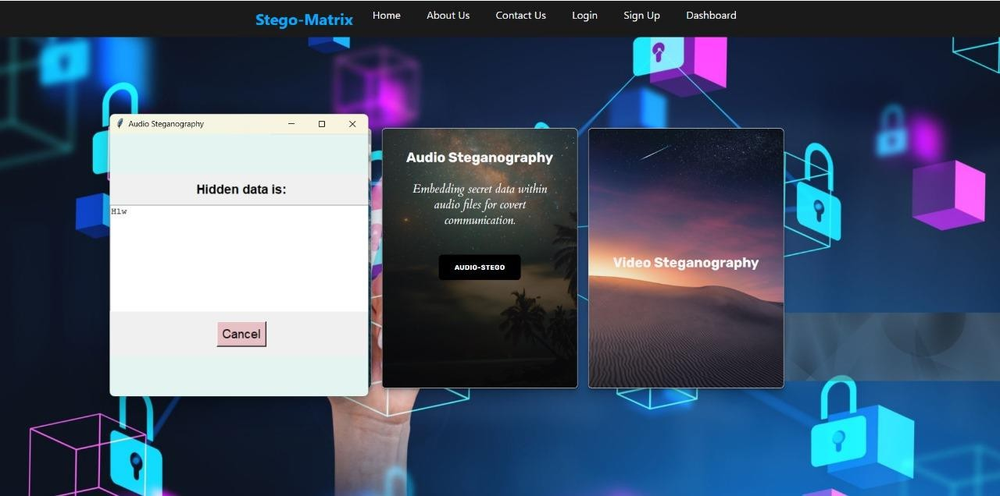 Stego-Matrix
Home
About Us
Contact Us
Login
Sign Up
Dashboard
Audio Steganography
Hidden data is:
Hlw
Cancel
Audio Steganography
Embedding secret data within
audio files for covert
communication.
AUDIO-STEGO
Video Steganography